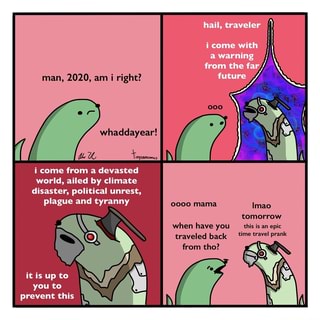 man, 2020, am i right?
whaddayear!
hail, traveler
i come with
a warning
from the far
future
ooo
i come from a devasted
world, ailed by climate
disaster, political unrest,
plague and tyranny
it is up to
you to
prevent this
oooo mama
when have you
traveled back
from tho?
lmao
tomorrow
this is an epic
time travel prank